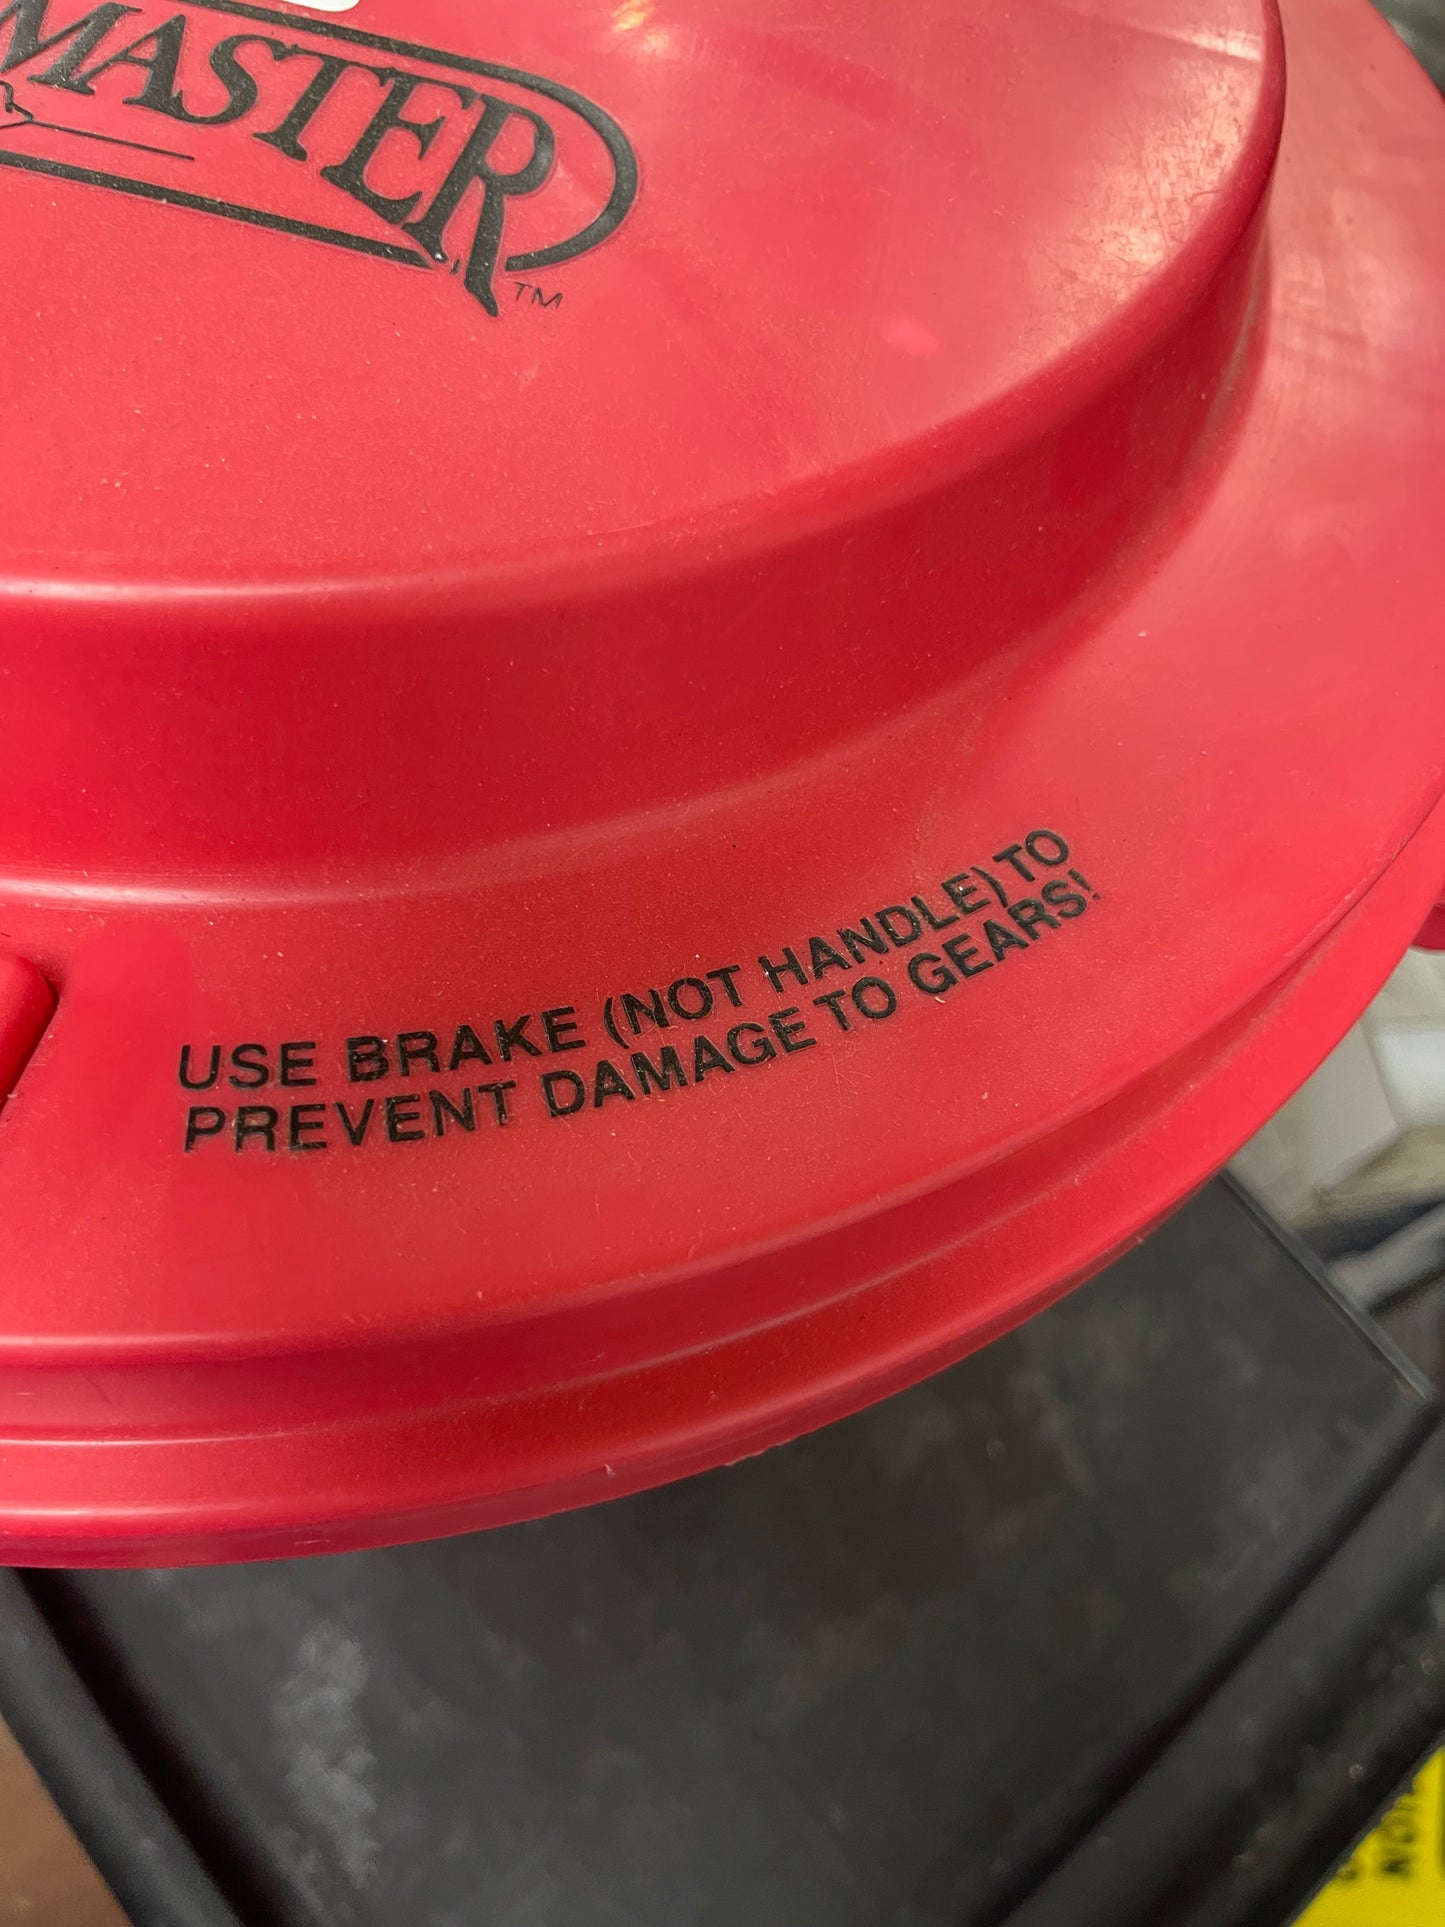 MASTER
TM
USE BRAKE (NOT HANDLE) TO
PREVENT DAMAGE TO GEARS!